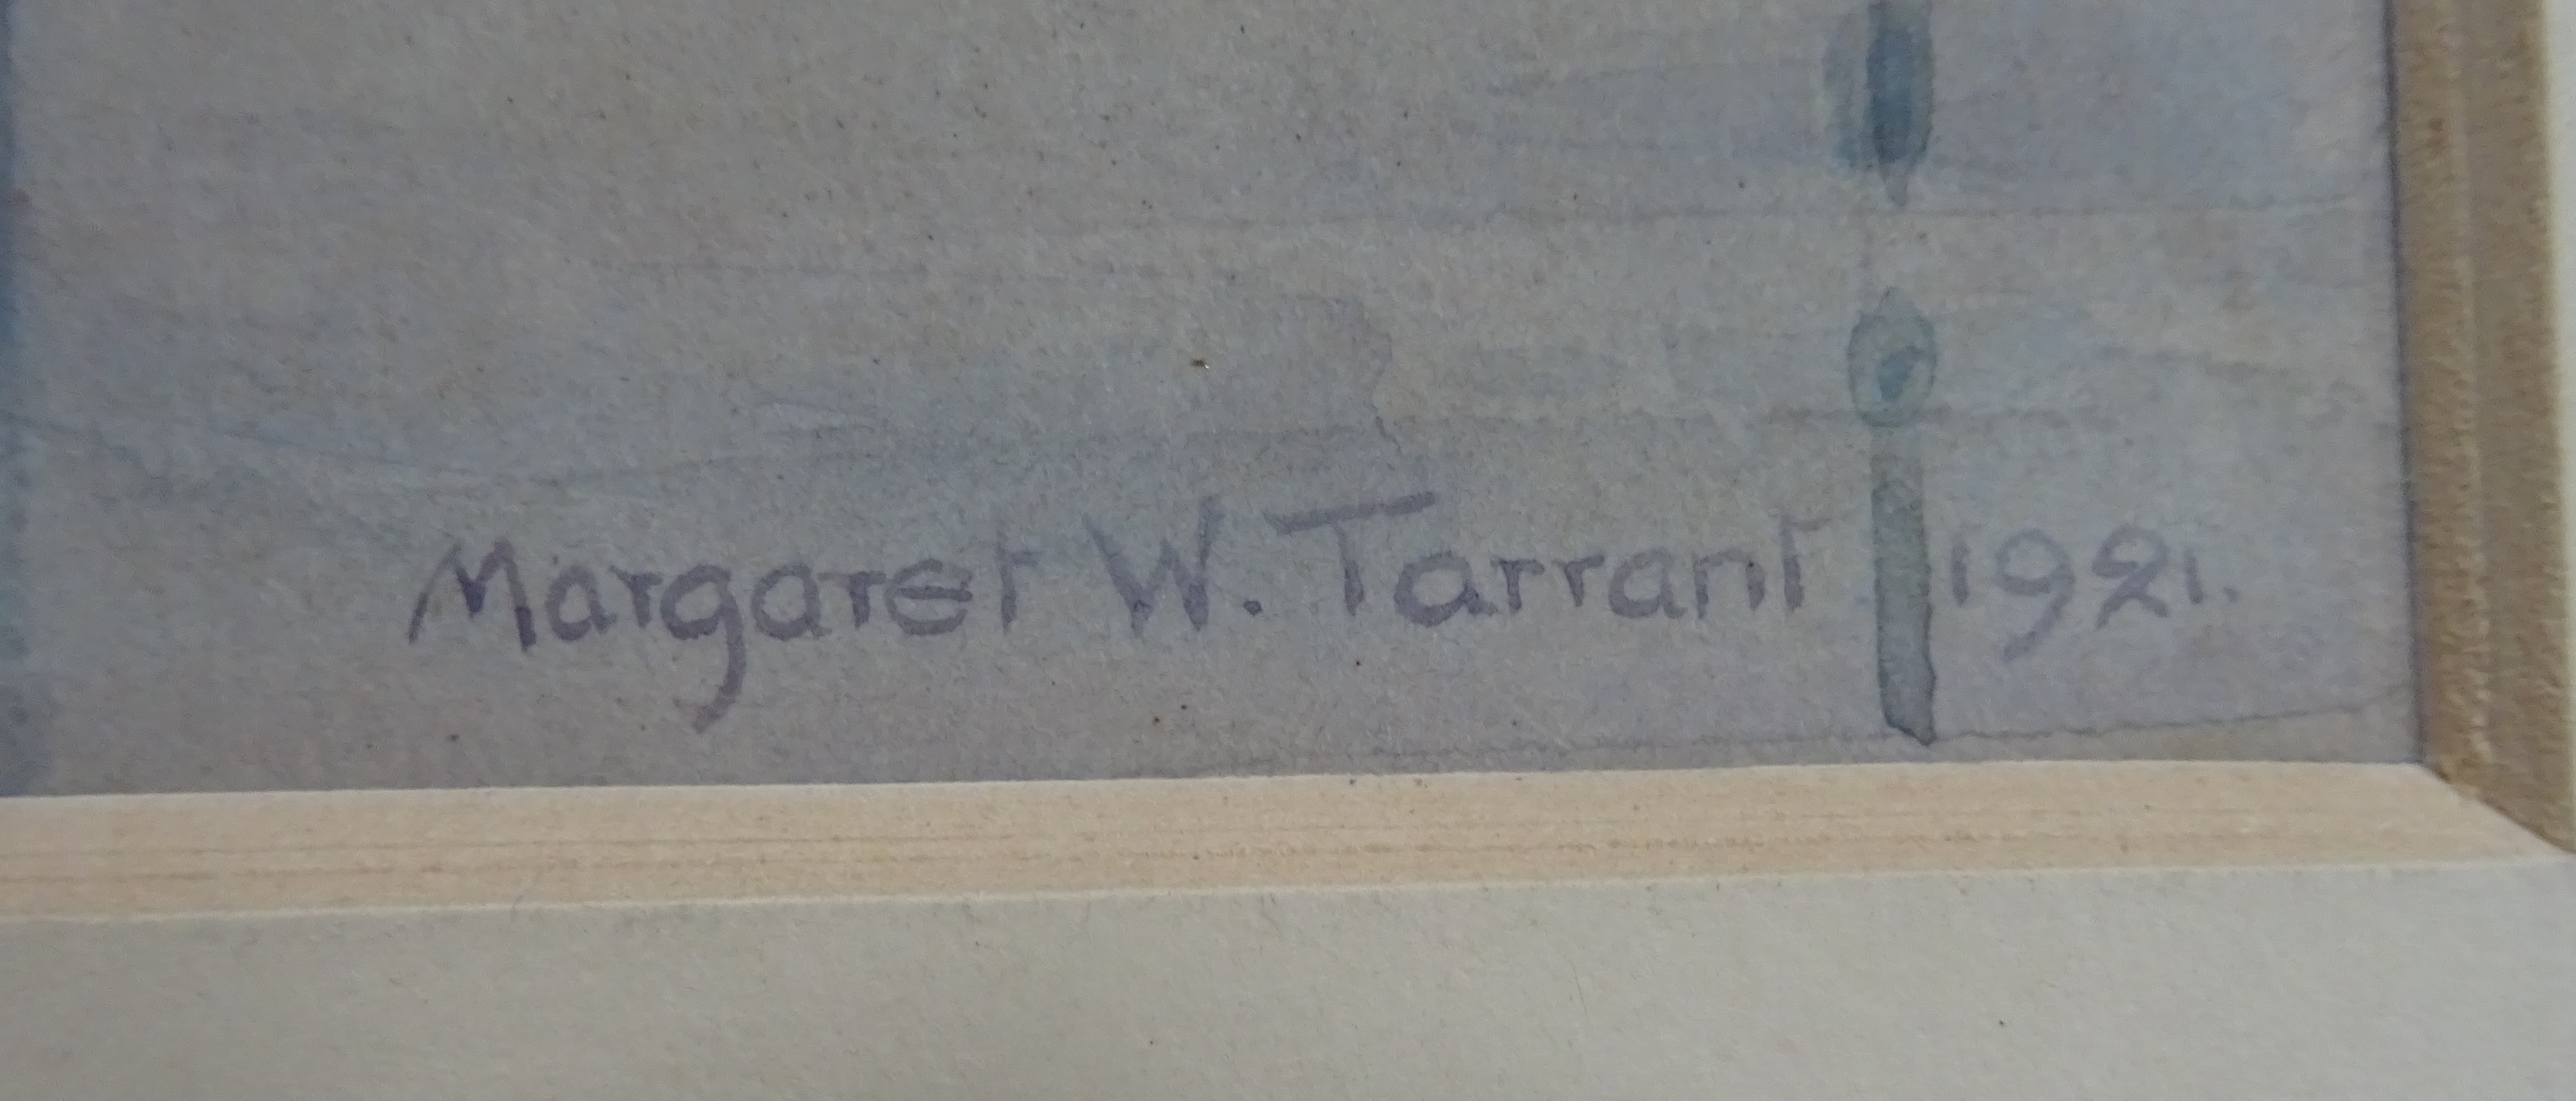 Margaret W. Tarrant 1921.